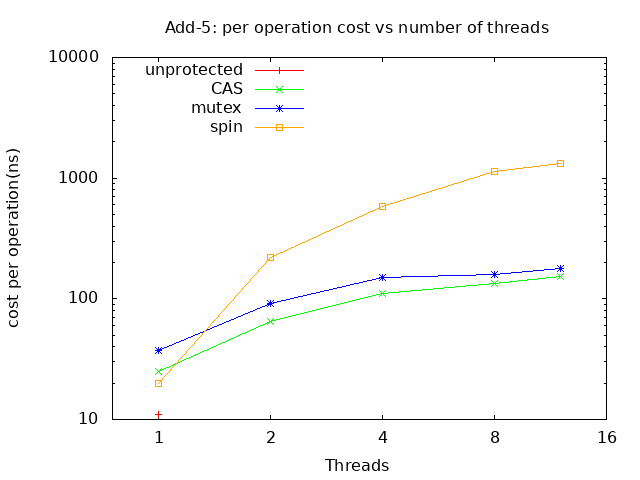 Add-5: per operation cost vs number of threads
10000
1000
100
10
cost per operation(ns)
unprotected
CAS
mutex
spin
1 2 4 8 16
Threads